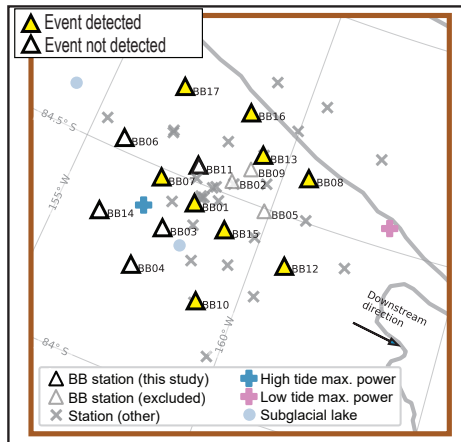 Event detected
Event not detected
BB17
BB16
84.5° S
BB06
BB13
BB11
BB09
BB07
BB02
BB08
155° W
BB14
BB01
BB05
BB03
BB15
BB04
BB12
BB10
Downstream
direction
160° W
84° S
BB station (this study)
BB station (excluded)
Station (other)
High tide max. power
Low tide max. power
Subglacial lake